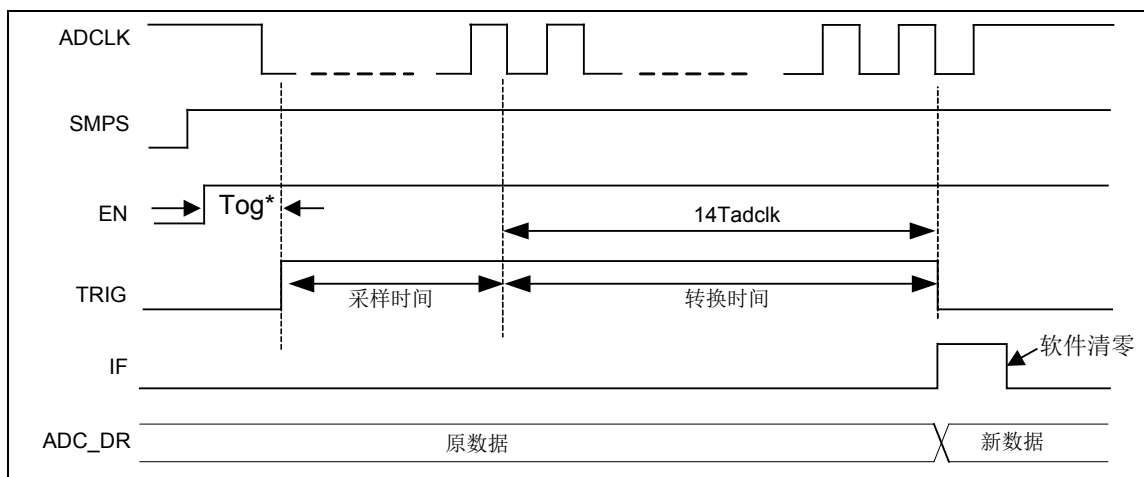 ADCLK
SMPS
EN
Tog*
14Tadclk
TRIG
采样时间
转换时间
IF
软件清零
ADC_DR
原数据
新数据